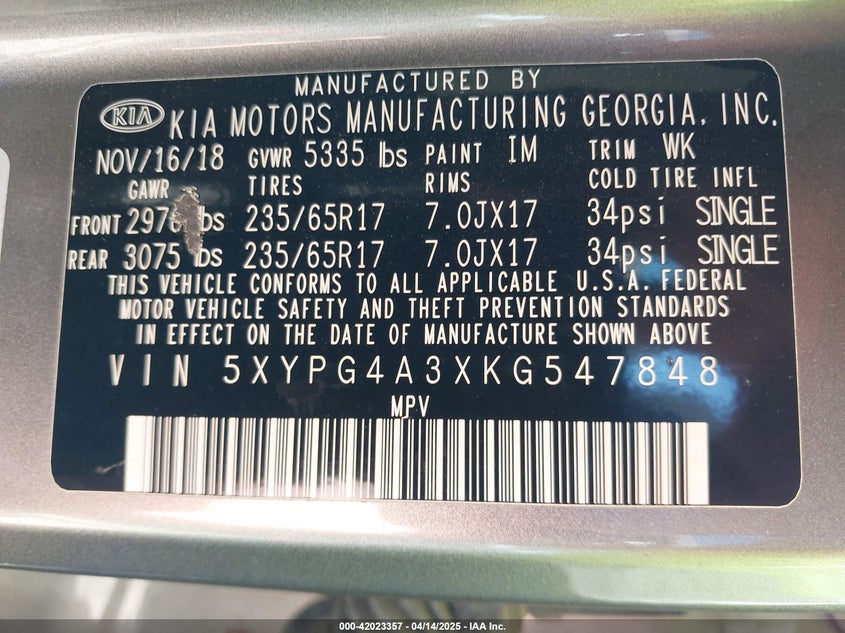 MANUFACTURED BY
KIA KIA MOTORS MANUFACTURING GEORGIA, INC.
NOV/16/18 GVWR 5335 lbs PAINT IM TRIM WK
GAWR TIRES RIMS COLD TIRE INFL
FRONT lbs 235/65R17 7.0JX17 34psi SINGLE
REAR 3075 lbs 235/65R17 7.0JX17 34psi SINGLE
THIS VEHICLE CONFORMS TO ALL APPLICABLE U.S.A. FEDERAL
MOTOR VEHICLE SAFETY AND THEFT PREVENTION STANDARDS
IN EFFECT ON THE DATE OF MANUFACTURE SHOWN ABOVE
VIN 5XYPG4A3XKG547848
MPV
000-42023357 - 04/14/2025 - IAA Inc.